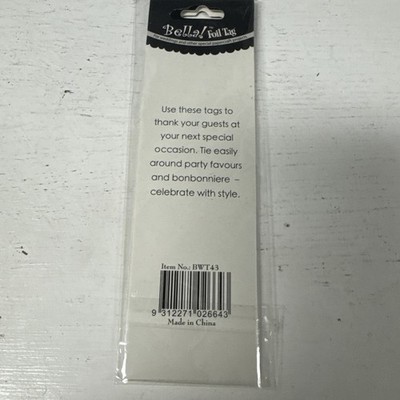 Bella! Foil Tag
Use these tags to
thank your guests at
your next special
occasion. Tie easily
around party favours
and bonbonniere –
celebrate with style.
Item No.: BWT43
9 312271 026643
Made in China